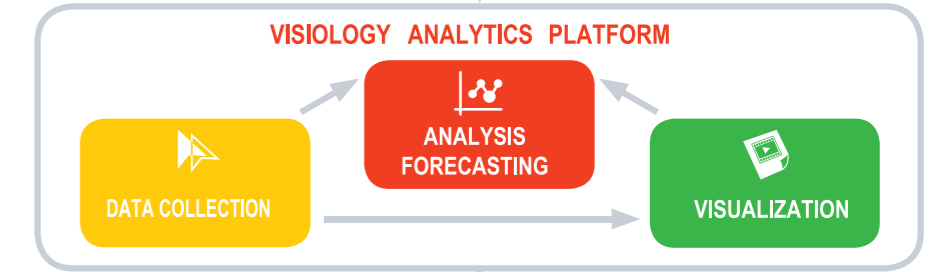 VISIOLOGY ANALYTICS PLATFORM
ANALYSIS
FORECASTING
DATA COLLECTION
VISUALIZATION